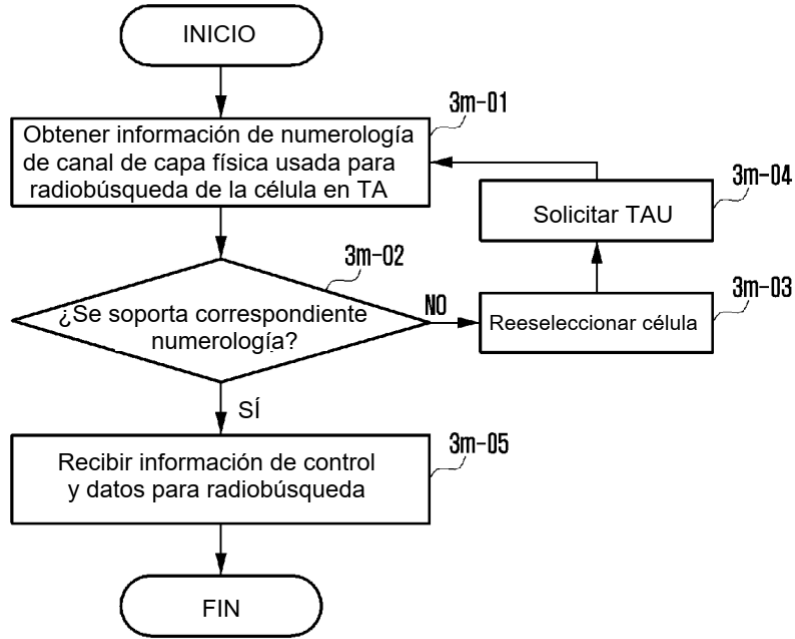 INICIO
3m-01
Obtener información de numerología
de canal de capa física usada para
radiobúsqueda de la célula en TA
3m-04
Solicitar TAU
3m-02
¿Se soporta correspondiente
numerología?
NO
3m-03
Reeseleccionar célula
SÍ
3m-05
Recibir información de control
y datos para radiobúsqueda
FIN